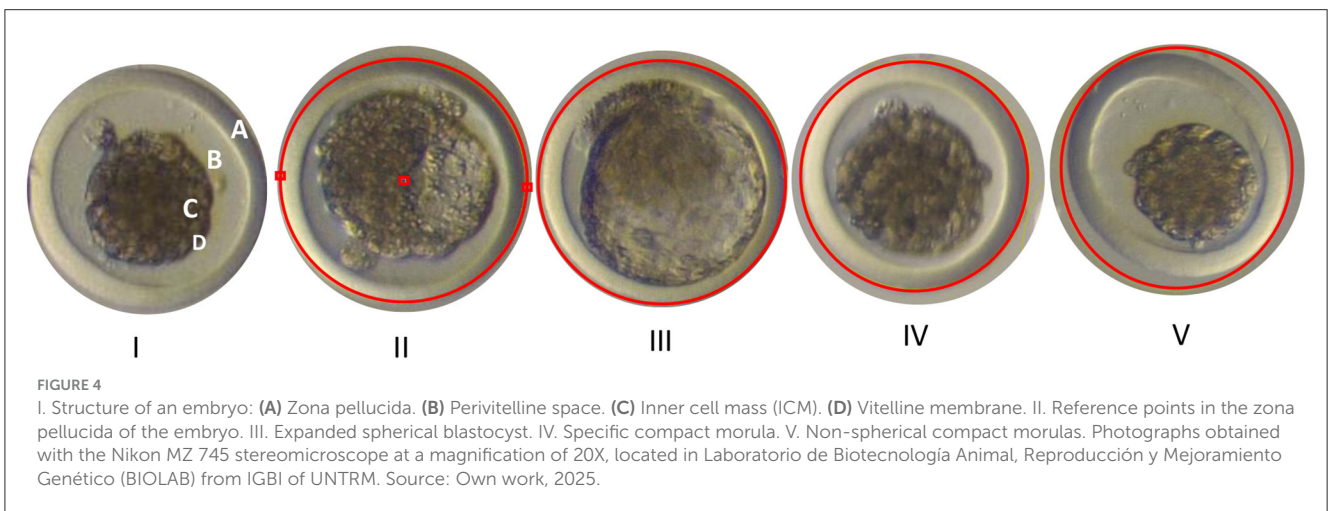 A
B
C
D
I
II
III
IV
V
FIGURE 4
I. Structure of an embryo: (A) Zona pellucida. (B) Perivitelline space. (C) Inner cell mass (ICM). (D) Vitelline membrane. II. Reference points in the zona
pellucida of the embryo. III. Expanded spherical blastocyst. IV. Specific compact morula. V. Non-spherical compact morulas. Photographs obtained
with the Nikon MZ 745 stereomicroscope at a magnification of 20X, located in Laboratorio de Biotecnología Animal, Reproducción y Mejoramiento
Genético (BIOLAB) from IGBI of UNTRM. Source: Own work, 2025.